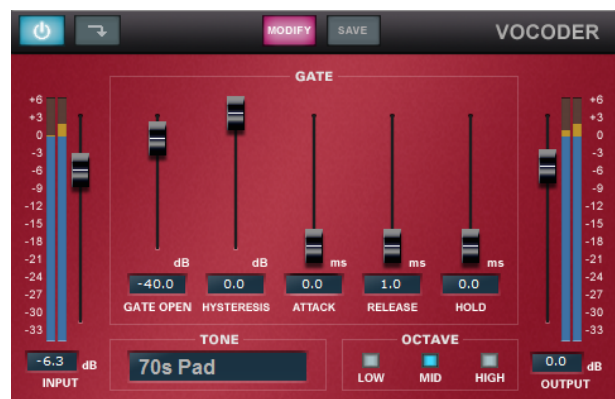 MODIFY SAVE VOCODER
GATE
+6 +6
+3 +3
0 0
-3 -3
-6 -6
-9 -9
-12 -12
-15 -15
-18 -18
-21 dB dB ms ms ms -21
-24 -24
-27 -40.0 0.0 0.0 1.0 0.0 -27
-30 GATE OPEN HYSTERESIS ATTACK RELEASE HOLD -30
-33 -33
TONE OCTAVE
-6.3 dB 70s Pad 0.0 dB
INPUT LOW MID HIGH OUTPUT